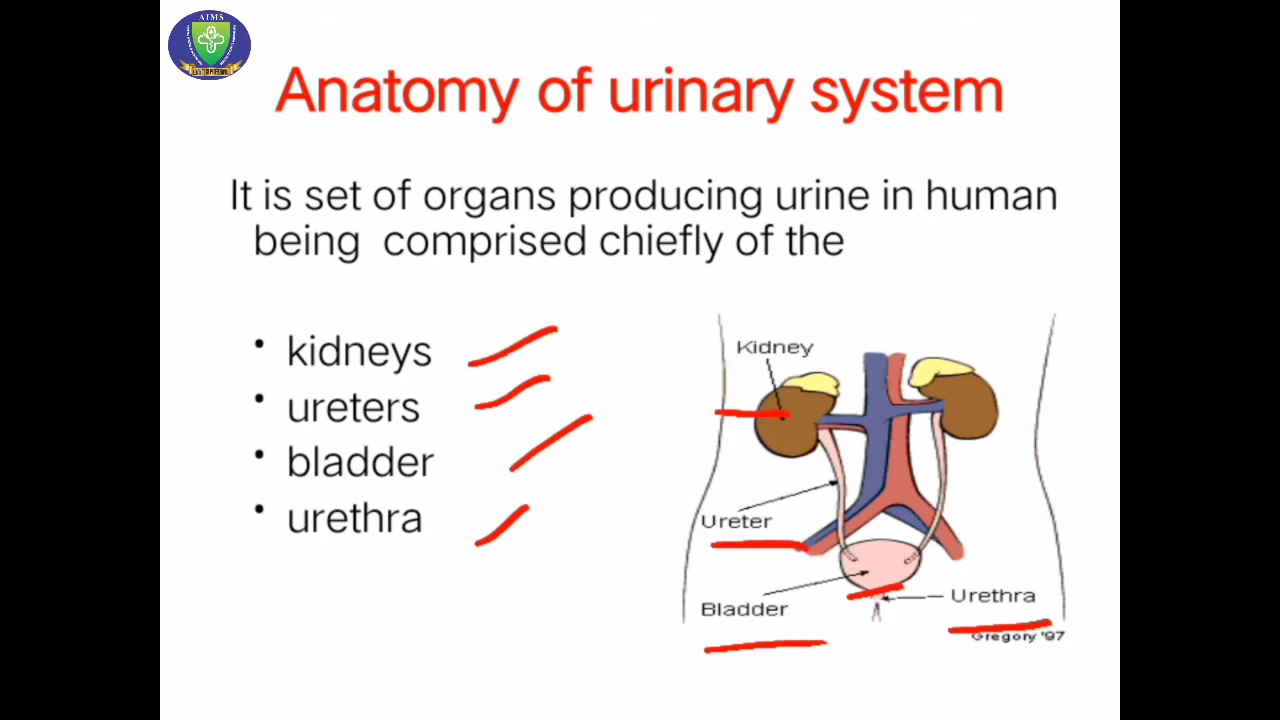 AIMS
Anatomy of urinary system
It is set of organs producing urine in human
being comprised chiefly of the
• kidneys
• ureters
• bladder
• urethra
Kidney
Ureter
Bladder
Urethra
Gregory '97